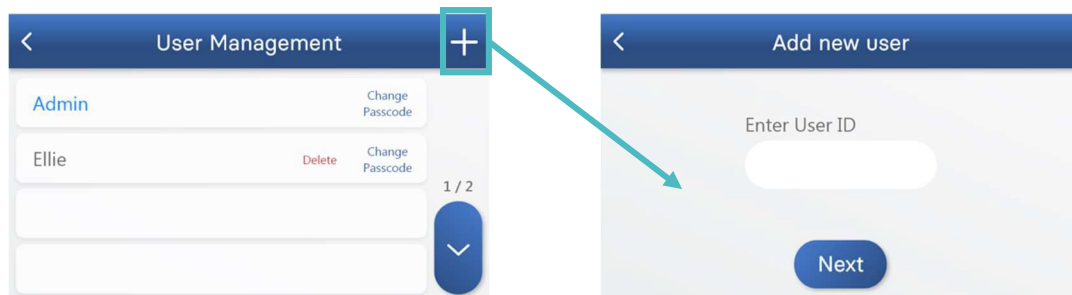 User Management
Admin
Change
Passcode
Ellie
Delete
Change
Passcode
1 / 2
Add new user
Enter User ID
Next